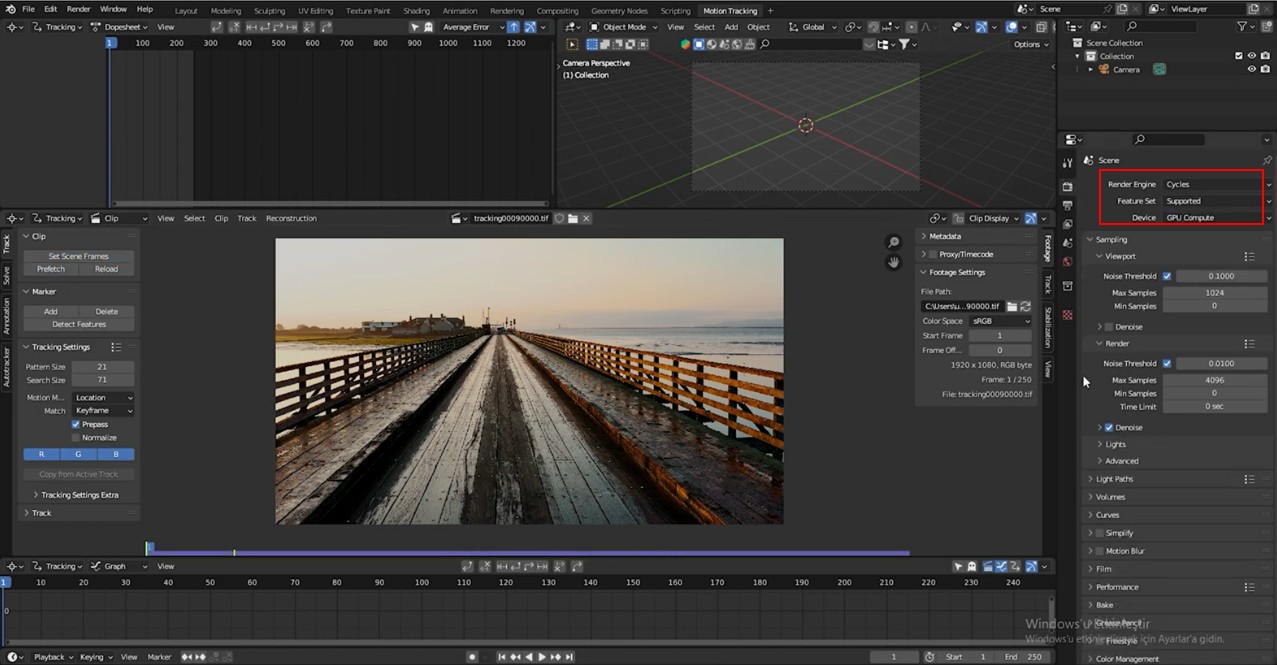 File Edit Render Window Help Layout Modeling Sculpting UV Editing Texture Paint Shading Animation Rendering Compositing Geometry Nodes Scripting Motion Tracking + Scene ViewLayer
Tracking Dopesheet View Average Error
1 100 200 300 400 500 600 700 800 900 1000 1100 1200
Object Mode View Select Add Object Global
Options
Camera Perspective
(1) Collection
Scene Collection
Collection
Camera
Scene
Render Engine Cycles
Feature Set Supported
Device GPU Compute
Sampling
Viewport
Noise Threshold 0.1000
Max Samples 1024
Min Samples 0
Denoise
Render
Noise Threshold 0.0100
Max Samples 4096
Min Samples 0
Time Limit 0 sec
Denoise
Lights
Advanced
Light Paths
Volumes
Curves
Simplify
Motion Blur
Film
Performance
Bake
Grease Pencil
Freestyle
Color Management
Tracking Clip View Select Clip Track Reconstruction tracking00090000.tif Clip Display
Track
Solve
Annotation
Autotracker
Clip
Set Scene Frames
Prefetch Reload
Marker
Add Delete
Detect Features
Tracking Settings
Pattern Size 21
Search Size 71
Motion M... Location
Match Keyframe
Prepass
Normalize
R G B
Copy from Active Track
Tracking Settings Extra
Track
Metadata
Proxy/Timecode
Footage Settings
File Path:
C:\Users\u...90000.tif
Color Space sRGB
Start Frame 1
Frame Off... 0
1920 x 1080, RGB byte
Frame: 1 / 250
File: tracking00090000.tif
Footage
Track
Stabilization
View
1
Tracking Graph View
1 10 20 30 40 50 60 70 80 90 100 110 120 130 140 150 160 170 180 190 200 210 220 230 240
0
Windows'u Etkinleştir
Windows'u etkinleştirmek için Ayarlar'a gidin.
Playback Keying View Marker 1 Start 1 End 250